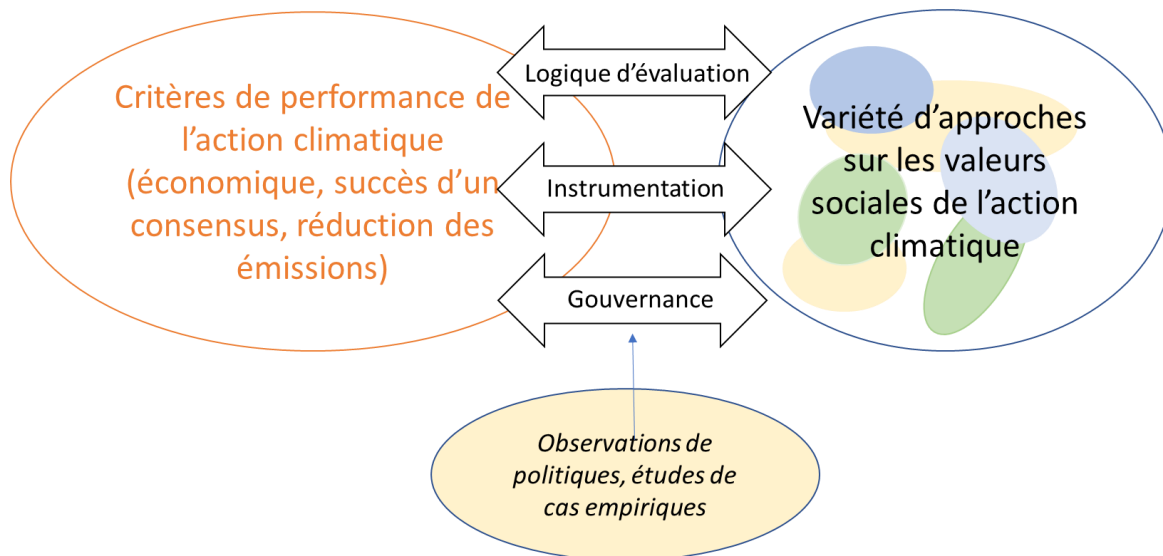 Critères de performance de
l’action climatique
(économique, succès d’un
consensus, réduction des
émissions)
Logique d’évaluation
Instrumentation
Gouvernance
Variété d’approches
sur les valeurs
sociales de l’action
climatique
Observations de
politiques, études de
cas empiriques